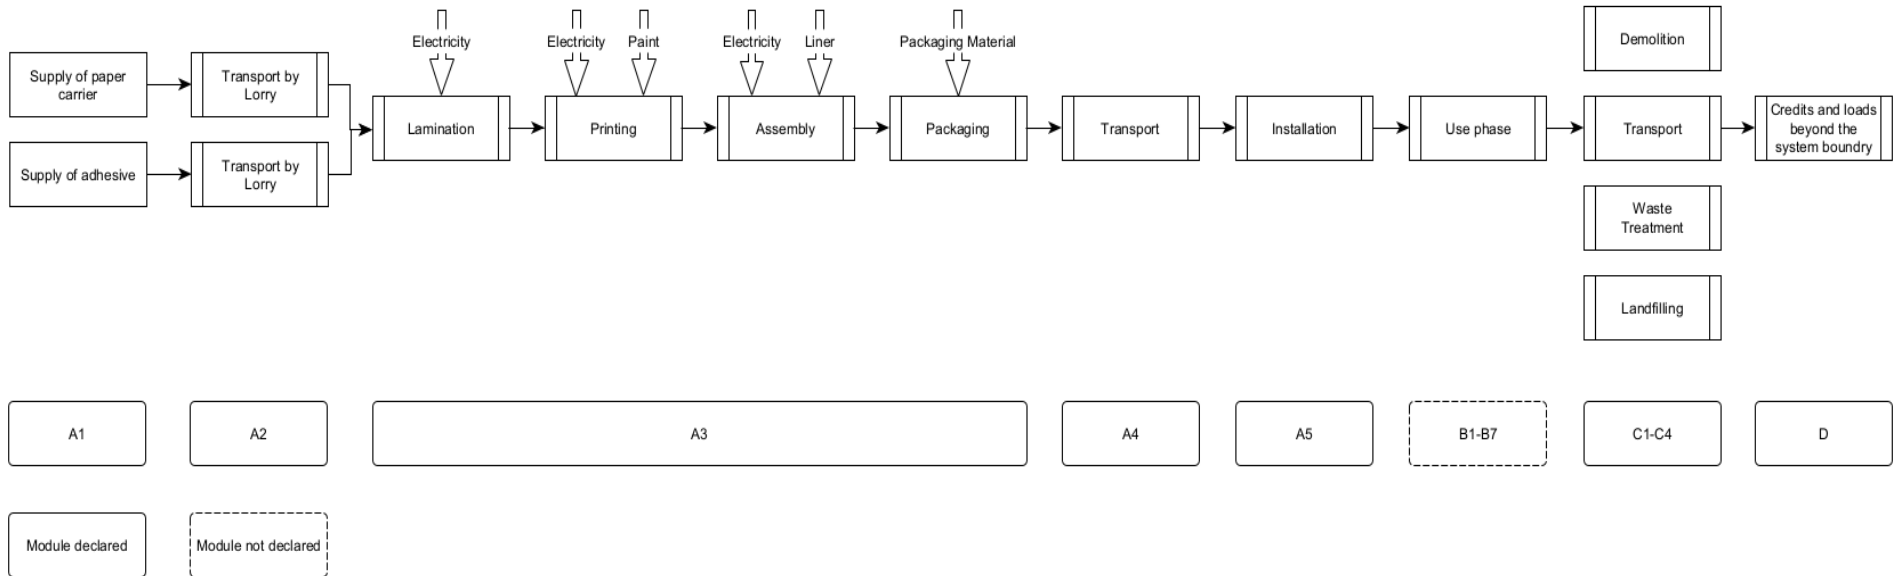 Electricity
Electricity
Paint
Electricity
Liner
Packaging Material
Supply of paper
carrier
Transport by
Lorry
Supply of adhesive
Transport by
Lorry
Lamination
Printing
Assembly
Packaging
Transport
Installation
Use phase
Demolition
Transport
Waste
Treatment
Landfilling
Credits and loads
beyond the
system boundry
A1
A2
A3
A4
A5
B1-B7
C1-C4
D
Module declared
Module not declared